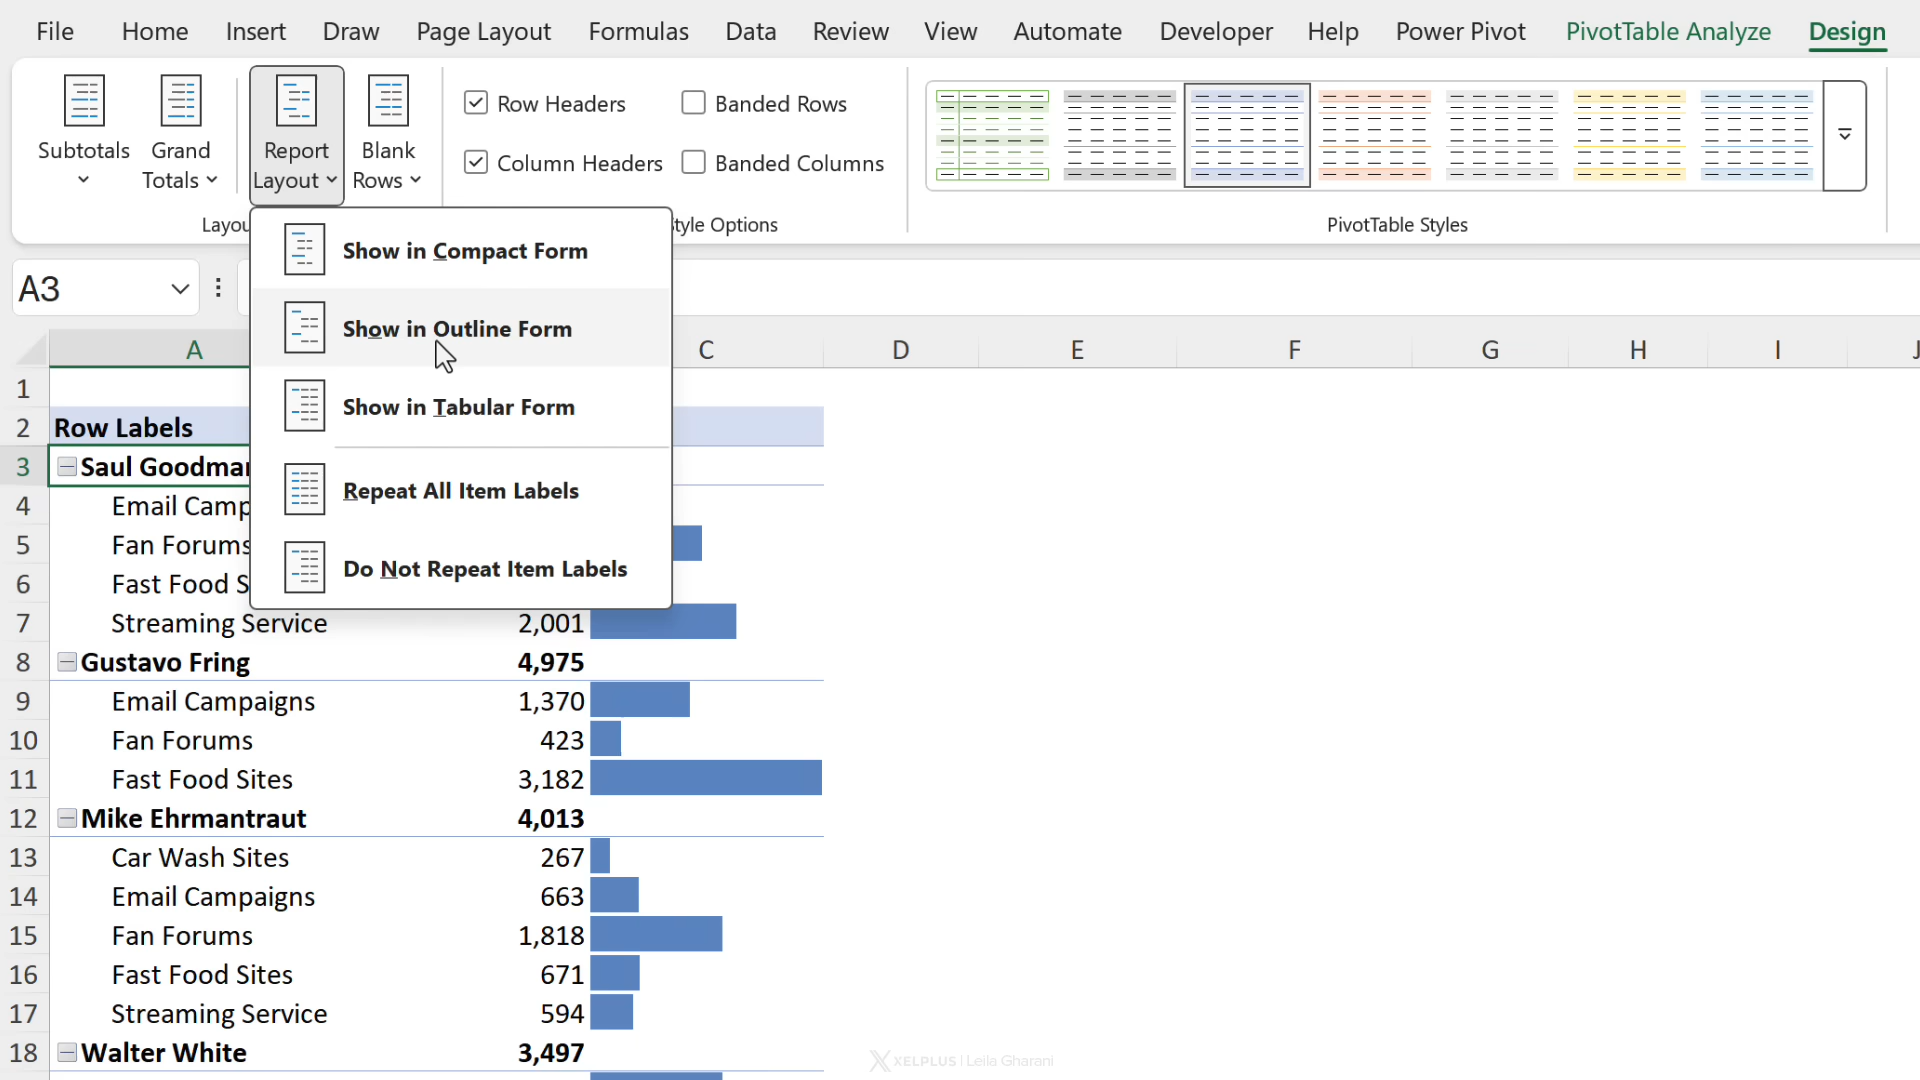 File Home Insert Draw Page Layout Formulas Data Review View Automate Developer Help Power Pivot PivotTable Analyze Design
Subtotals Grand Totals Report Layout Blank Rows
Row Headers Banded Rows
Column Headers Banded Columns
Layou tyle Options PivotTable Styles
Show in Compact Form
Show in Outline Form
Show in Tabular Form
Repeat All Item Labels
Do Not Repeat Item Labels
A3
A C D E F G H I J
1
2 Row Labels
3 Saul Goodman
4 Email Camp
5 Fan Forums
6 Fast Food S
7 Streaming Service 2,001
8 Gustavo Fring 4,975
9 Email Campaigns 1,370
10 Fan Forums 423
11 Fast Food Sites 3,182
12 Mike Ehrmantraut 4,013
13 Car Wash Sites 267
14 Email Campaigns 663
15 Fan Forums 1,818
16 Fast Food Sites 671
17 Streaming Service 594
18 Walter White 3,497
XELPLUS | Leila Gharani